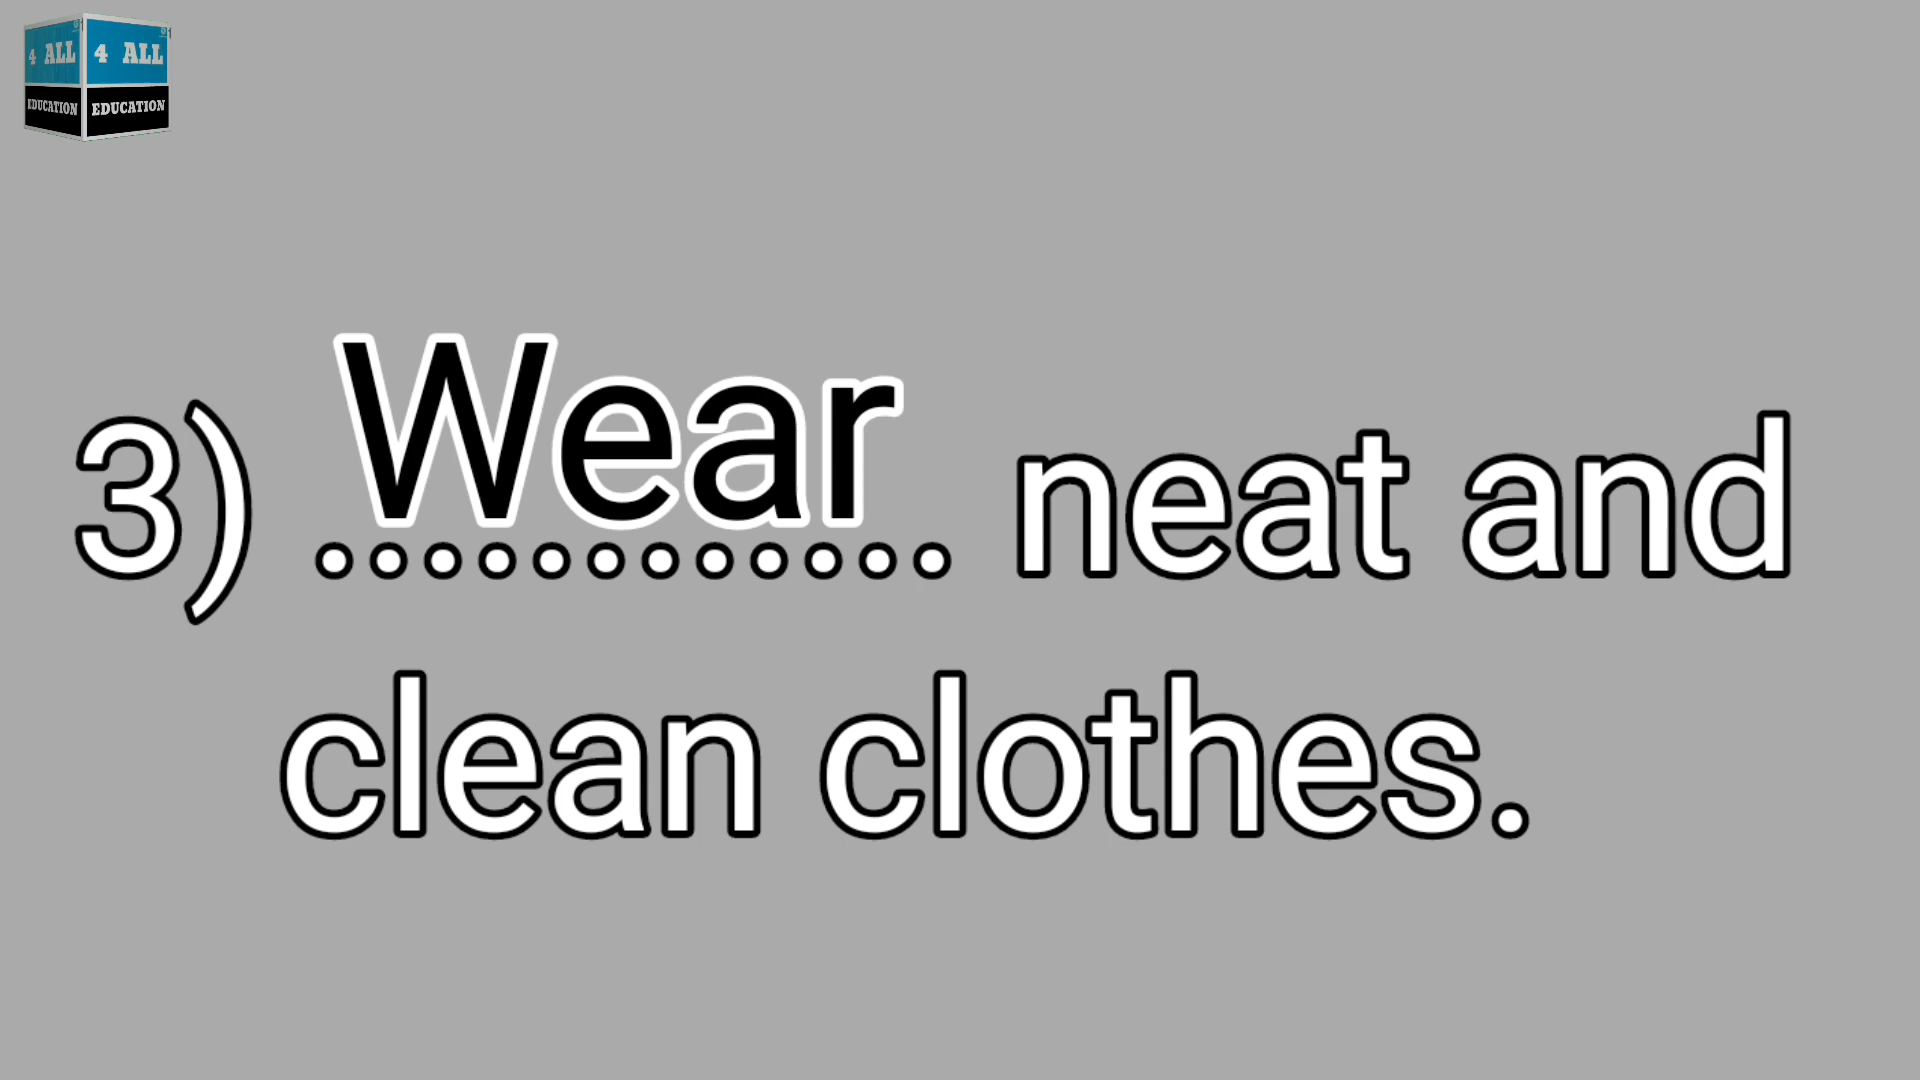 4 ALL 4 ALL
EDUCATION EDUCATION
3) Wear ............ neat and
clean clothes.